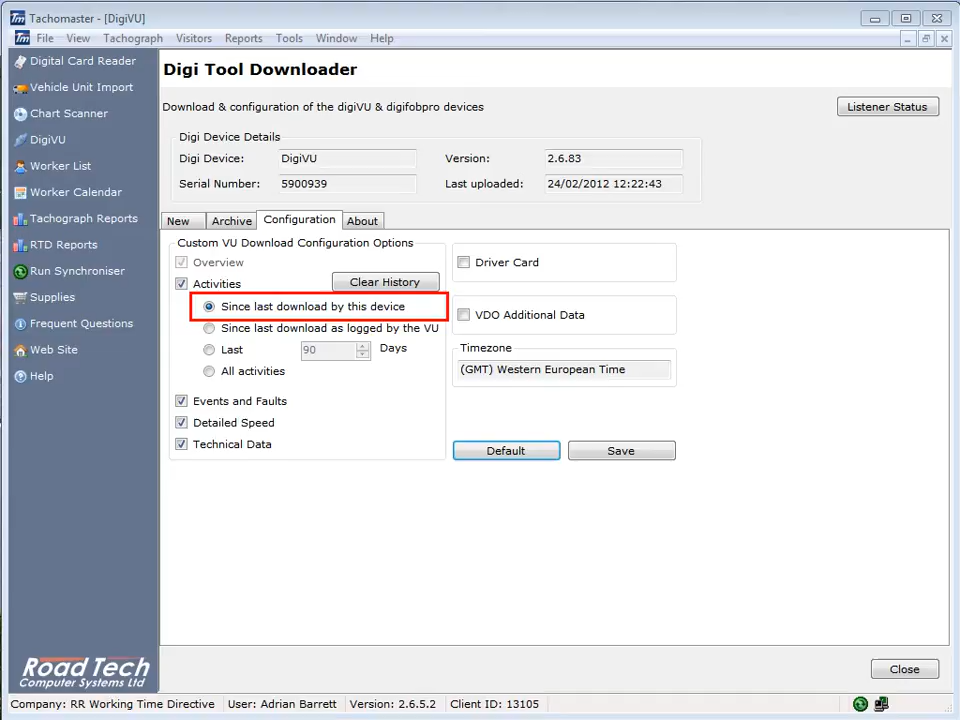 Tm Tachomaster - [DigiVU]
Tm File View Tachograph Visitors Reports Tools Window Help
Digital Card Reader
Vehicle Unit Import
Chart Scanner
DigiVU
Worker List
Worker Calendar
Tachograph Reports
RTD Reports
Run Synchroniser
Supplies
Frequent Questions
Web Site
Help
Road Tech
Computer Systems Ltd
Digi Tool Downloader
Download & configuration of the digiVU & digifobpro devices
Listener Status
Digi Device Details
Digi Device: DigiVU Version: 2.6.83
Serial Number: 5900939 Last uploaded: 24/02/2012 12:22:43
New Archive Configuration About
Custom VU Download Configuration Options
Overview
Activities Clear History
Since last download by this device
Since last download as logged by the VU
Last 90 Days
All activities
Events and Faults
Detailed Speed
Technical Data
Driver Card
VDO Additional Data
Timezone
(GMT) Western European Time
Default Save
Close
Company: RR Working Time Directive User: Adrian Barrett Version: 2.6.5.2 Client ID: 13105